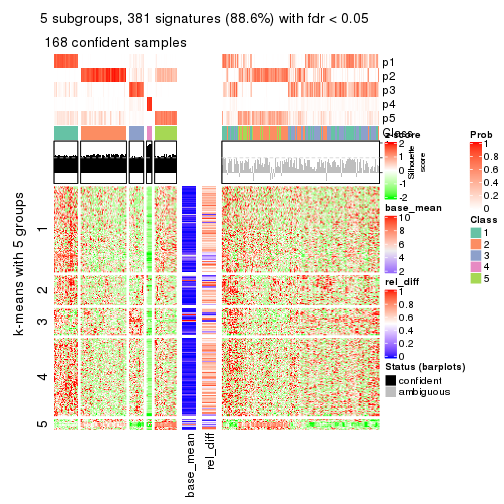 5 subgroups, 381 signatures (88.6%) with fdr < 0.05
168 confident samples
p1
p2
p3
p4
p5
Class
z-score
2
1
0
-1
-2
Silhouette
score
Prob
1
0.8
0.6
0.4
0.2
0
base_mean
10
8
6
4
2
Class
1
2
3
4
5
rel_diff
1
0.8
0.6
0.4
0.2
0
Status (barplots)
confident
ambiguous
k-means with 5 groups
1
2
3
4
5
base_mean
rel_diff